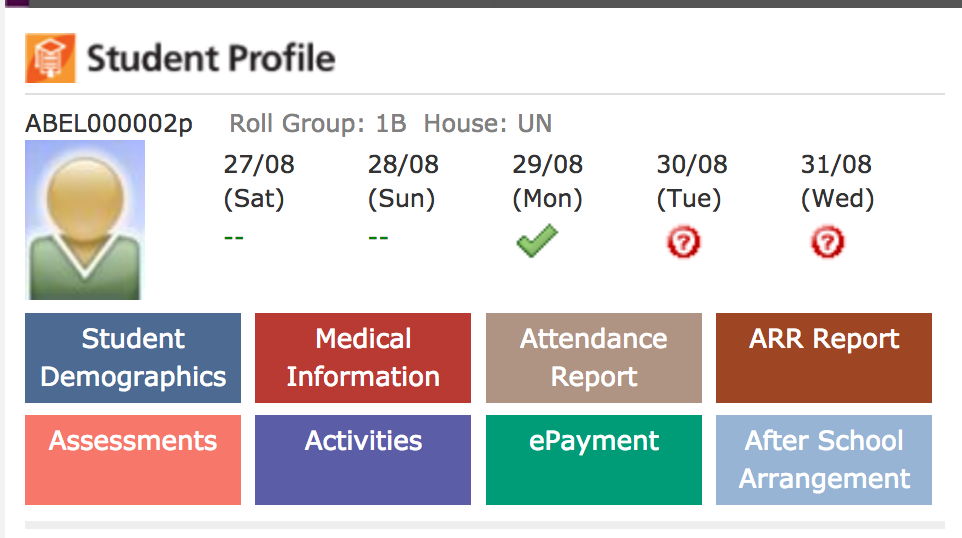 Student Profile
ABEL000002p Roll Group: 1B House: UN
27/08 28/08 29/08 30/08 31/08
(Sat) (Sun) (Mon) (Tue) (Wed)
-- -- ? ?
Student Demographics
Medical Information
Attendance Report
ARR Report
Assessments
Activities
ePayment
After School Arrangement